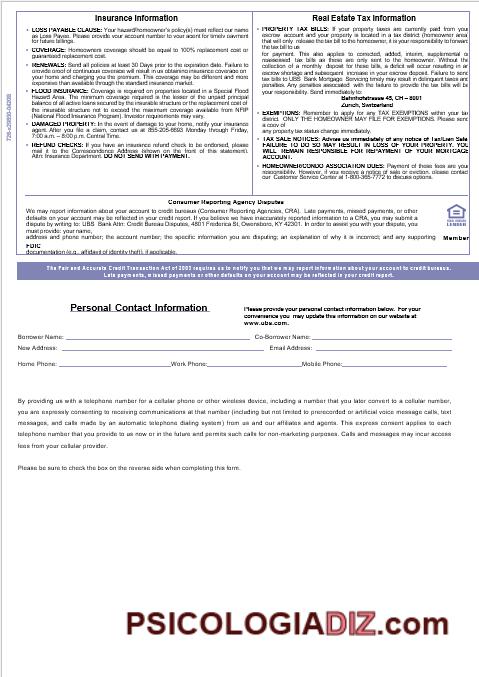 Insurance Information
• LOSS PAYABLE CLAUSE: Your hazard/homeowner's policy(s) must reflect our name
as Loss Payee. Please provide your account number to your agent for timely payment
for future billings.
• COVERAGE: Homeowners coverage should be equal to 100% replacement cost or
guaranteed replacement cost.
• RENEWALS: Send all policies at least 30 Days prior to the expiration date. Failure to
provide proof of continuous coverage will result in us obtaining insurance coverage on
your home and charging you the premium. This coverage may be different and more
expensive than available through the standard insurance market.
• FLOOD INSURANCE: Coverage is required on properties located in a Special Flood
Hazard Area. The minimum coverage required is the lesser of the unpaid principal
balance of all active loans secured by the insurable structure or the replacement cost of
the insurable structure not to exceed the maximum coverage available from NFIP
(National Flood Insurance Program). Investor requirements may vary.
• DAMAGED PROPERTY: In the event of damage to your home, notify your insurance
agent. After you file a claim, contact us at 855-208-8693 Monday through Friday,
7:00 a.m. – 8:00 p.m. Central Time.
• REFUND CHECKS: If you have an insurance refund check to be endorsed, please
mail it to the Correspondence Address (shown on the front of this statement).
Attn: Insurance Department. DO NOT SEND WITH PAYMENT.
Real Estate Tax Information
• PROPERTY TAX BILLS: If your property taxes are currently paid from you
escrow account and your property is located in a tax district (homeowner area
that will only release the tax bill to the homeowner, it is your responsibility to forward
the tax bill to us
for payment. This also applies to corrected, added, interim, supplemental o
reassessed tax bills as these are only sent to the homeowner. Without the
collection of a monthly deposit for these bills, a deficit will occur resulting in an
escrow shortage and subsequent increase in your escrow deposit. Failure to send
tax bills to UBS Bank Mortgage Servicing timely may result in delinquent taxes and
penalties. Any penalties associated with the failure to provide the tax bills will be
your responsibility. Send immediately to:
Bahnhofstrasse 45, CH – 8001
Zurich, Switzerland
• EXEMPTIONS: Remember to apply for any TAX EXEMPTIONS within your tax
district. ONLY THE HOMEOWNER MAY FILE FOR EXEMPTIONS. Please send
a copy of
any property tax status change immediately.
• TAX SALE NOTICES: Advise us immediately of any notice of Tax/Lien Sale
FAILURE TO DO SO MAY RESULT IN LOSS OF YOUR PROPERTY. YOU
WILL REMAIN RESPONSIBLE FOR REPAYMENT OF YOUR MORTGAGE
ACCOUNT.
• HOMEOWNER/CONDO ASSOCIATION DUES: Payment of these fees are your
responsibility. However, if you receive a notice of sale or eviction, please contact
our Customer Service Center at 1-800-355-7772 to discuss options.
Consumer Reporting Agency Disputes
We may report information about your account to credit bureaus (Consumer Reporting Agencies, CRA). Late payments, missed payments, or other
defaults on your account may be reflected in your credit report. If you believe we have inaccurately reported information to a CRA, you may submit a
dispute by writing to: UBS Bank Attn: Credit Bureau Disputes, 4801 Frederica St, Owensboro, KY 42301. In order to assist you with your dispute, you
must provide: your name,
address and phone number; the account number; the specific information you are disputing; an explanation of why it is incorrect; and any supporting Member
FDIC
documentation (e.g., affidavit of identity theft), if applicable.
The Fair and Accurate Credit Transaction Act of 2003 requires us to notify you that we may report information about your account to credit bureaus.
Late payments, missed payments or other defaults on your account may be reflected in your credit report.
Personal Contact Information
Please provide your personal contact information below. For your
convenience you may update this information on our website at
www.ubs.com.
Borrower Name: Co-Borrower Name:
New Address: Email Address:
Home Phone: Work Phone: Mobile Phone:
By providing us with a telephone number for a cellular phone or other wireless device, including a number that you later convert to a cellular number,
you are expressly consenting to receiving communications at that number (including but not limited to prerecorded or artificial voice message calls, text
messages, and calls made by an automatic telephone dialing system) from us and our affiliates and agents. This express consent applies to each
telephone number that you provide to us now or in the future and permits such calls for non-marketing purposes. Calls and messages may incur access
fees from your cellular provider.
Please be sure to check the box on the reverse side when completing this form.
PSICOLOGIADIZ.com